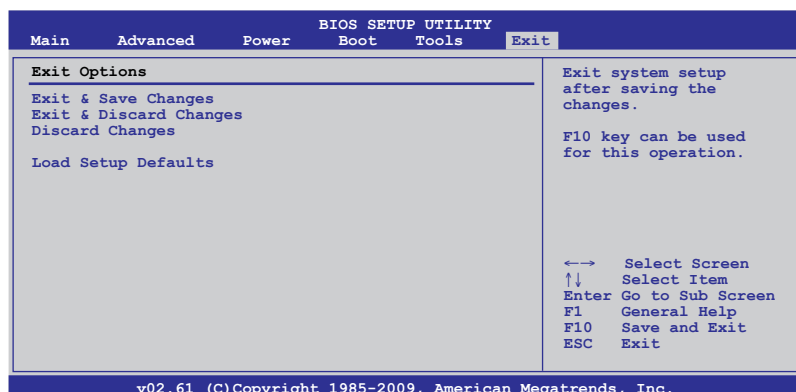 BIOS SETUP UTILITY
Main Advanced Power Boot Tools Exit
Exit Options
Exit & Save Changes
Exit & Discard Changes
Discard Changes
Load Setup Defaults
Exit system setup
after saving the
changes.
F10 key can be used
for this operation.
←→ Select Screen
↑↓ Select Item
Enter Go to Sub Screen
F1 General Help
F10 Save and Exit
ESC Exit
v02.61 (C)Copyright 1985-2009, American Megatrends, Inc.